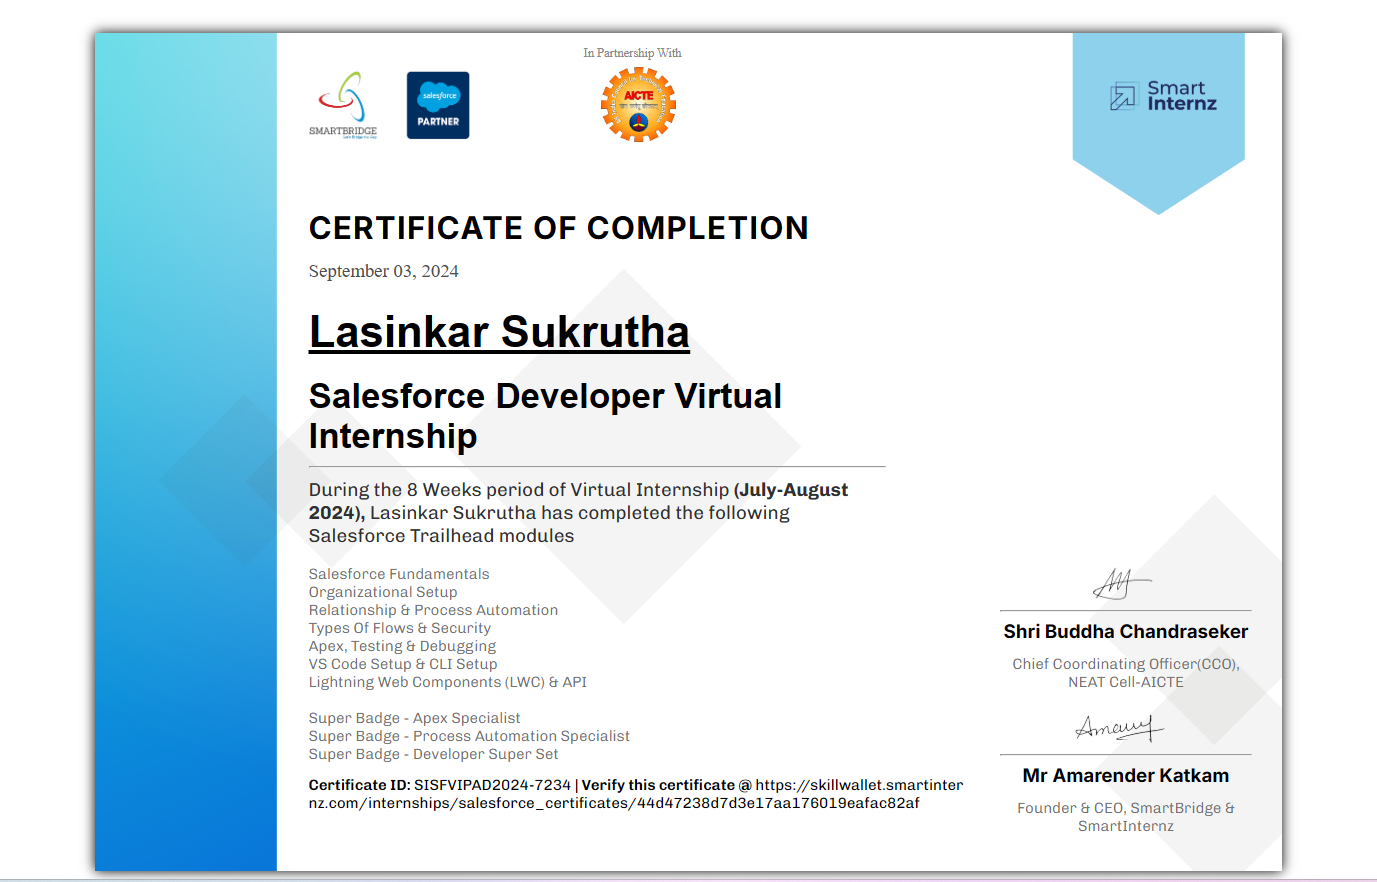 In Partnership With
SMARTBRIDGE
salesforce
PARTNER
AICTE
Smart
Internz
CERTIFICATE OF COMPLETION
September 03, 2024
Lasinkar Sukrutha
Salesforce Developer Virtual
Internship
During the 8 Weeks period of Virtual Internship (July-August
2024), Lasinkar Sukrutha has completed the following
Salesforce Trailhead modules
Salesforce Fundamentals
Organizational Setup
Relationship & Process Automation
Types Of Flows & Security
Apex, Testing & Debugging
VS Code Setup & CLI Setup
Lightning Web Components (LWC) & API
Super Badge - Apex Specialist
Super Badge - Process Automation Specialist
Super Badge - Developer Super Set
Certificate ID: SISFVIPAD2024-7234 | Verify this certificate @ https://skillwallet.smartinter
nz.com/internships/salesforce_certificates/44d47238d7d3e17aa176019eafac82af
Shri Buddha Chandraseker
Chief Coordinating Officer(CCO),
NEAT Cell-AICTE
Mr Amarender Katkam
Founder & CEO, SmartBridge &
SmartInternz